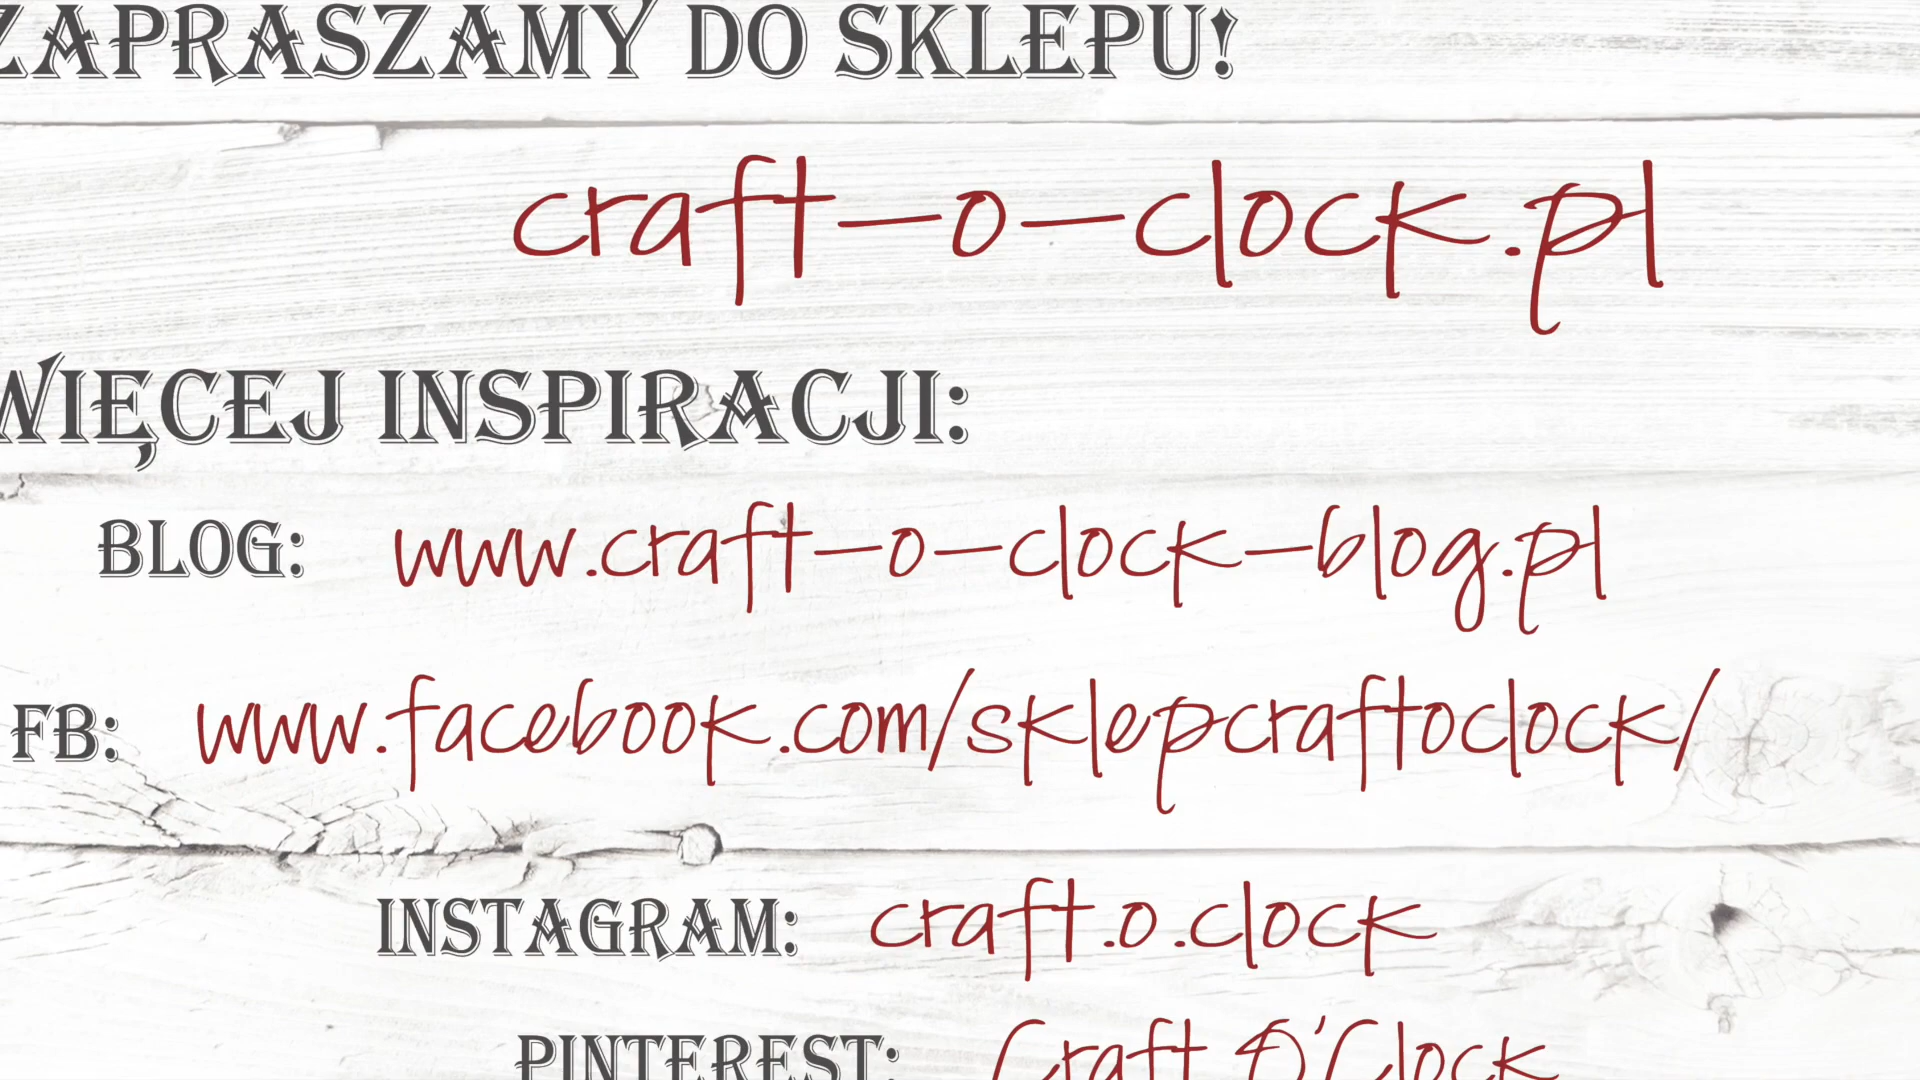 ZAPRASZAMY DO SKLEPU!
craft-o-clock.pl
WIĘCEJ INSPIRACJI:
BLOG: www.craft-o-clock-blog.pl
FB: www.facebook.com/sklepcraftoclock/
INSTAGRAM: craft.o.clock
PINTEREST: Craft O'Clock